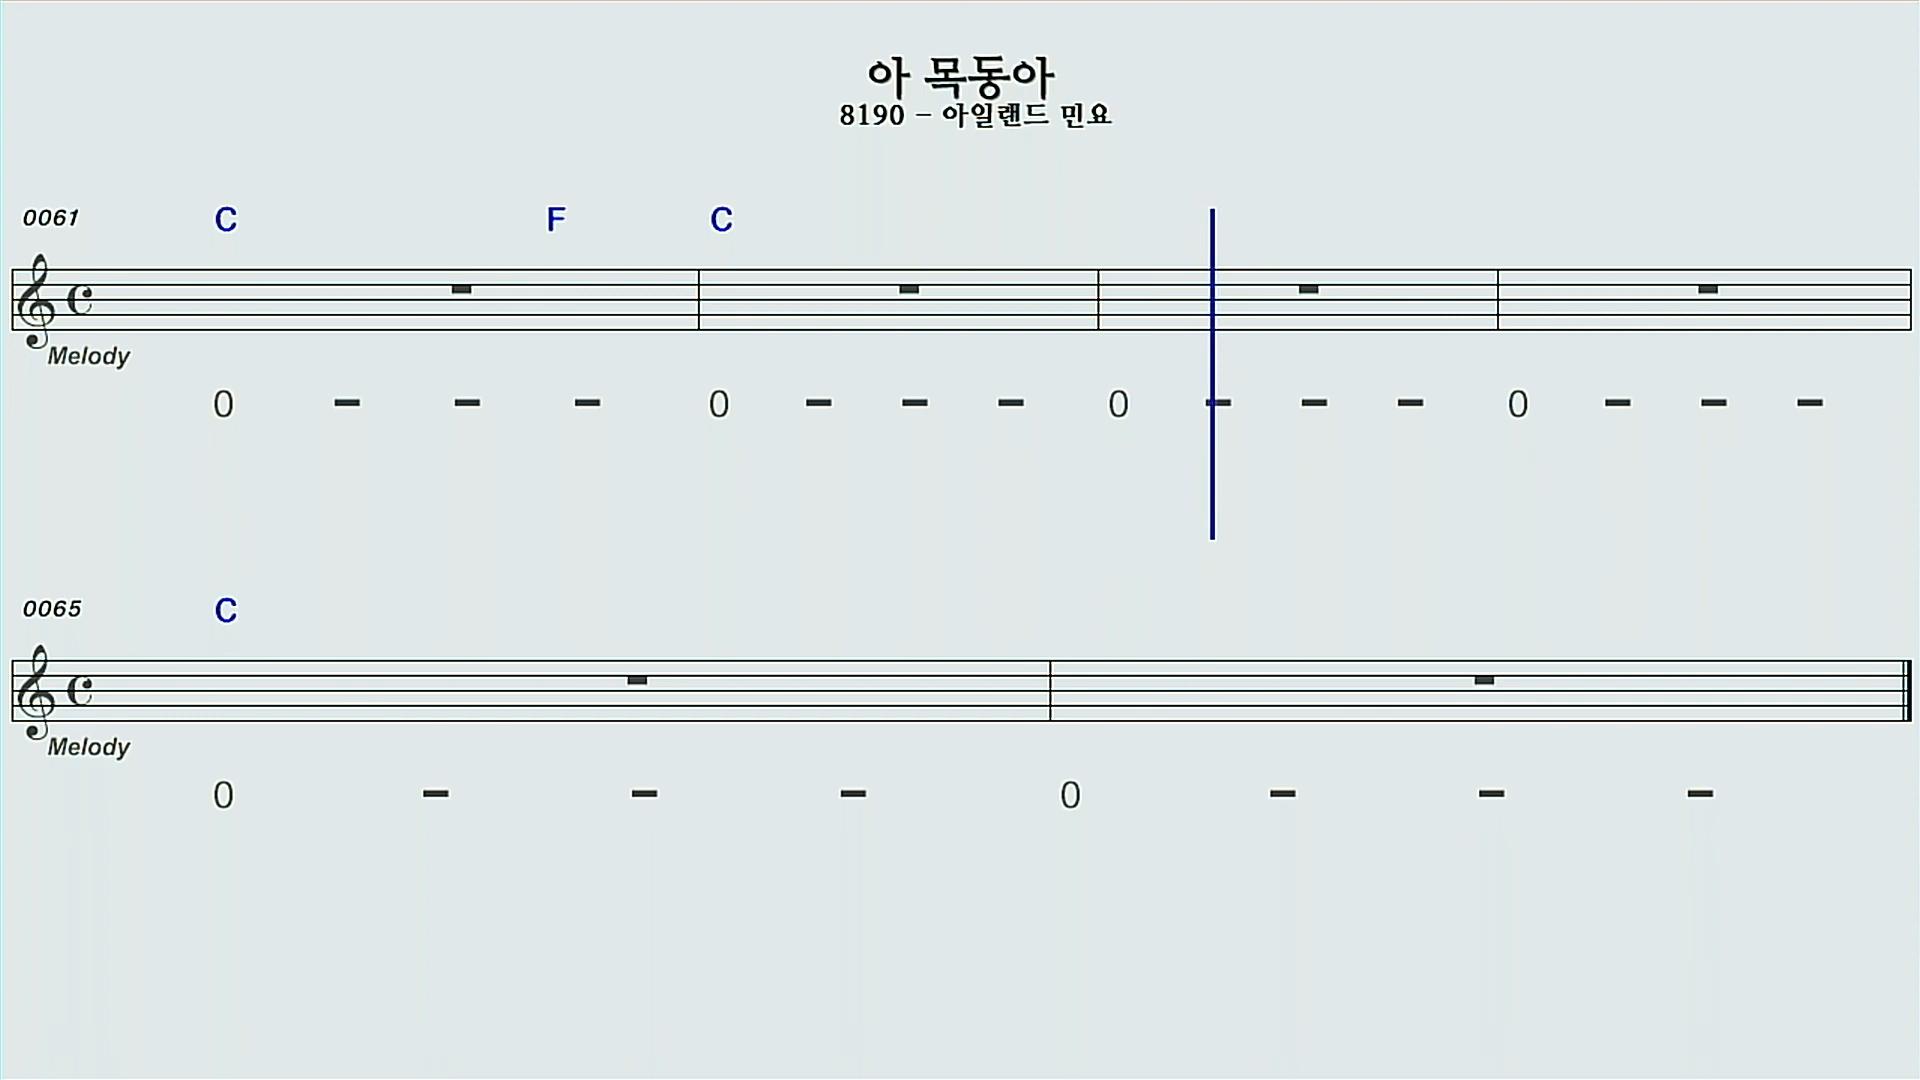 아 목동아
8190 - 아일랜드 민요
0061 C F C
Melody
0 - - - 0 - - - 0 - - - 0 - - -
0065 C
Melody
0 - - - 0 - - -